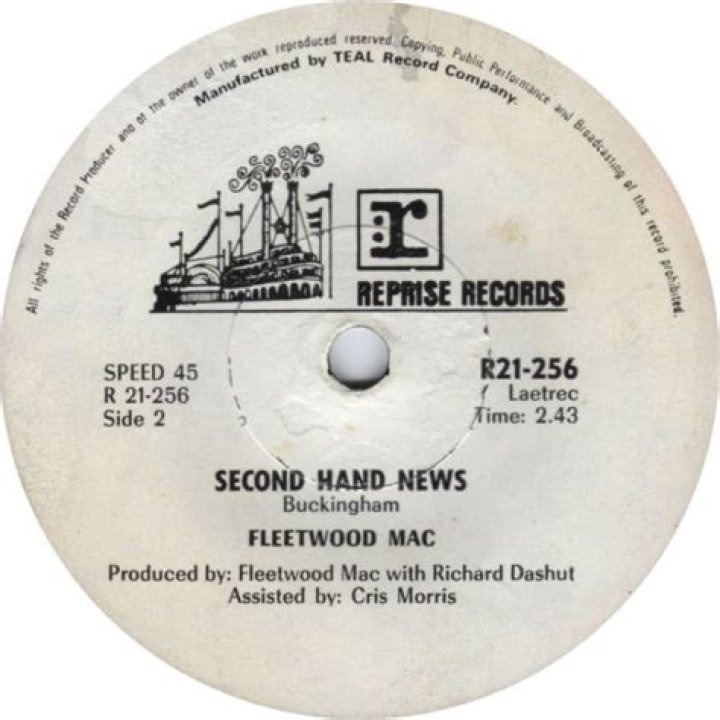 All rights of the Record Producer and of the owner of the work reproduced reserved. Copying, Public Performance and Broadcasting of this record prohibited.
Manufactured by TEAL Record Company.
r
REPRISE RECORDS
SPEED 45
R 21-256
Side 2
R21-256
Laetrec
Time: 2.43
SECOND HAND NEWS
Buckingham
FLEETWOOD MAC
Produced by: Fleetwood Mac with Richard Dashut
Assisted by: Cris Morris